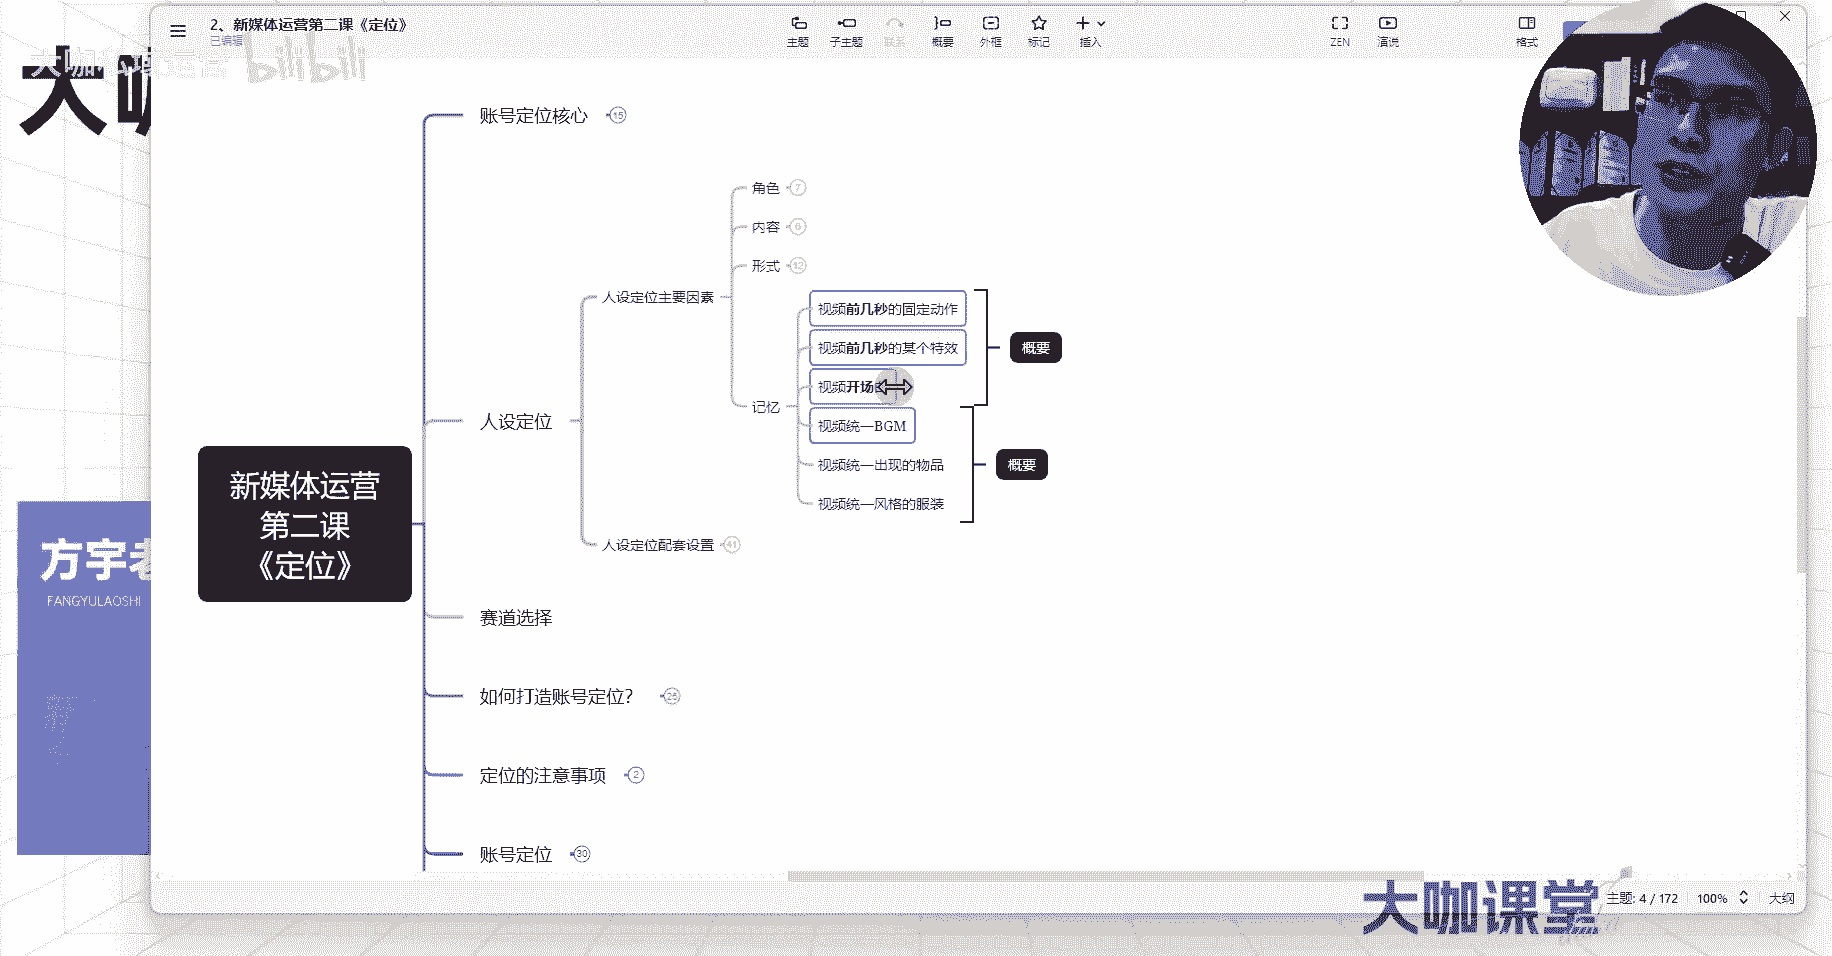 2、新媒体运营第二课《定位》
已编辑
主题
子主题
联系
概要
外框
标记
插入
ZEN
演说
格式
大咖
bilibili
账号定位核心 15
角色 7
内容 6
形式 12
人设定位主要因素
视频前几秒的固定动作
视频前几秒的某个特效
概要
视频开场
记忆
人设定位
视频统一BGM
视频统一出现的物品
概要
视频统一风格的服装
新媒体运营
第二课
《定位》
人设定位配套设置 41
方宇老
FANGYULAOSHI
赛道选择
如何打造账号定位？ 26
定位的注意事项 2
账号定位 30
大咖课堂
主题: 4 / 172
100%
大纲